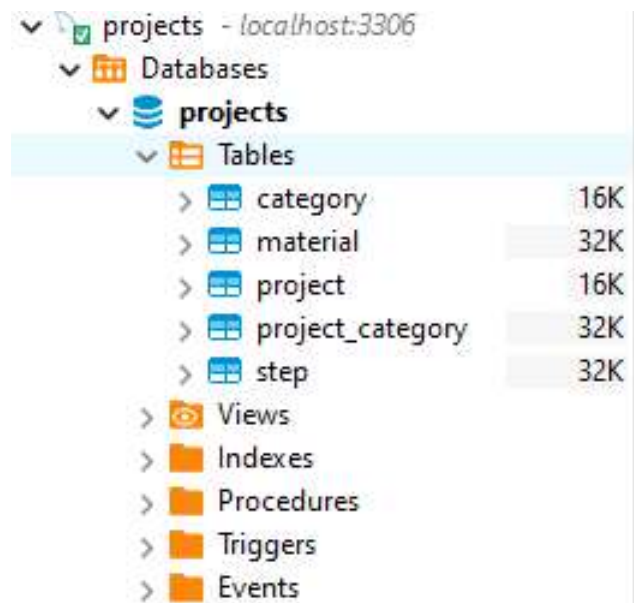 projects - localhost:3306
Databases
projects
Tables
category 16K
material 32K
project 16K
project_category 32K
step 32K
Views
Indexes
Procedures
Triggers
Events